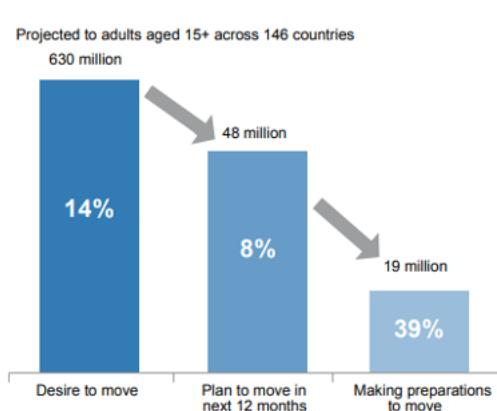 Projected to adults aged 15+ across 146 countries
630 million
48 million
19 million
14%
8%
39%
Desire to move
Plan to move in
next 12 months
Making preparations
to move